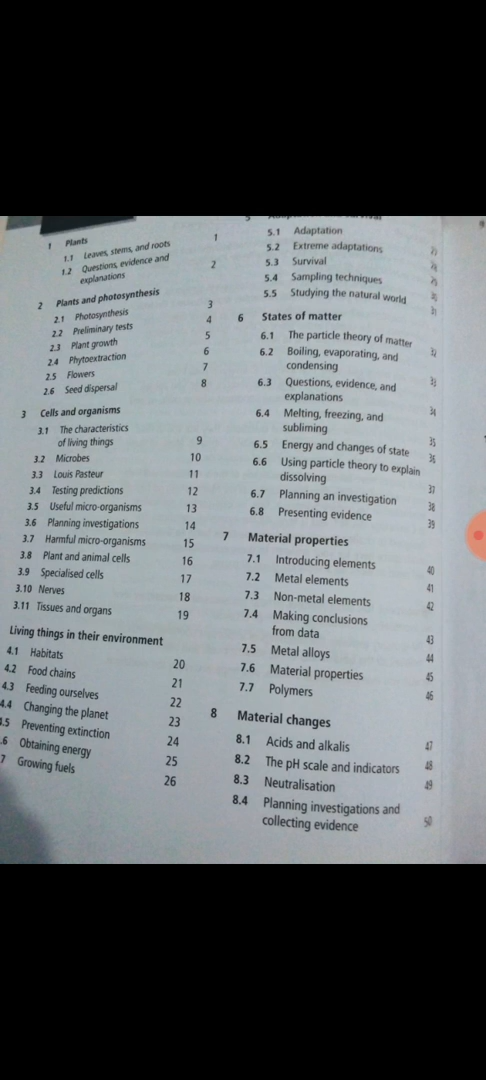 1 Plants
1.1 Leaves, stems, and roots 1
1.2 Questions, evidence and
explanations 2
2 Plants and photosynthesis
2.1 Photosynthesis 3
2.2 Preliminary tests 4
2.3 Plant growth 5
2.4 Phytoextraction 6
2.5 Flowers 7
2.6 Seed dispersal 8
3 Cells and organisms
3.1 The characteristics
of living things 9
3.2 Microbes 10
3.3 Louis Pasteur 11
3.4 Testing predictions 12
3.5 Useful micro-organisms 13
3.6 Planning investigations 14
3.7 Harmful micro-organisms 15
3.8 Plant and animal cells 16
3.9 Specialised cells 17
3.10 Nerves 18
3.11 Tissues and organs 19
Living things in their environment
4.1 Habitats 20
4.2 Food chains 21
4.3 Feeding ourselves 22
4.4 Changing the planet 23
.5 Preventing extinction 24
.6 Obtaining energy 25
7 Growing fuels 26
5
5.1 Adaptation
5.2 Extreme adaptations
5.3 Survival
5.4 Sampling techniques
5.5 Studying the natural world 31
6 States of matter
6.1 The particle theory of matter 32
6.2 Boiling, evaporating, and
condensing 33
6.3 Questions, evidence, and
explanations 34
6.4 Melting, freezing, and
subliming 35
6.5 Energy and changes of state 36
6.6 Using particle theory to explain
dissolving 37
6.7 Planning an investigation 38
6.8 Presenting evidence 39
7 Material properties
7.1 Introducing elements 40
7.2 Metal elements 41
7.3 Non-metal elements 42
7.4 Making conclusions
from data 43
7.5 Metal alloys 44
7.6 Material properties 45
7.7 Polymers 46
8 Material changes
8.1 Acids and alkalis 47
8.2 The pH scale and indicators 48
8.3 Neutralisation 49
8.4 Planning investigations and
collecting evidence 50